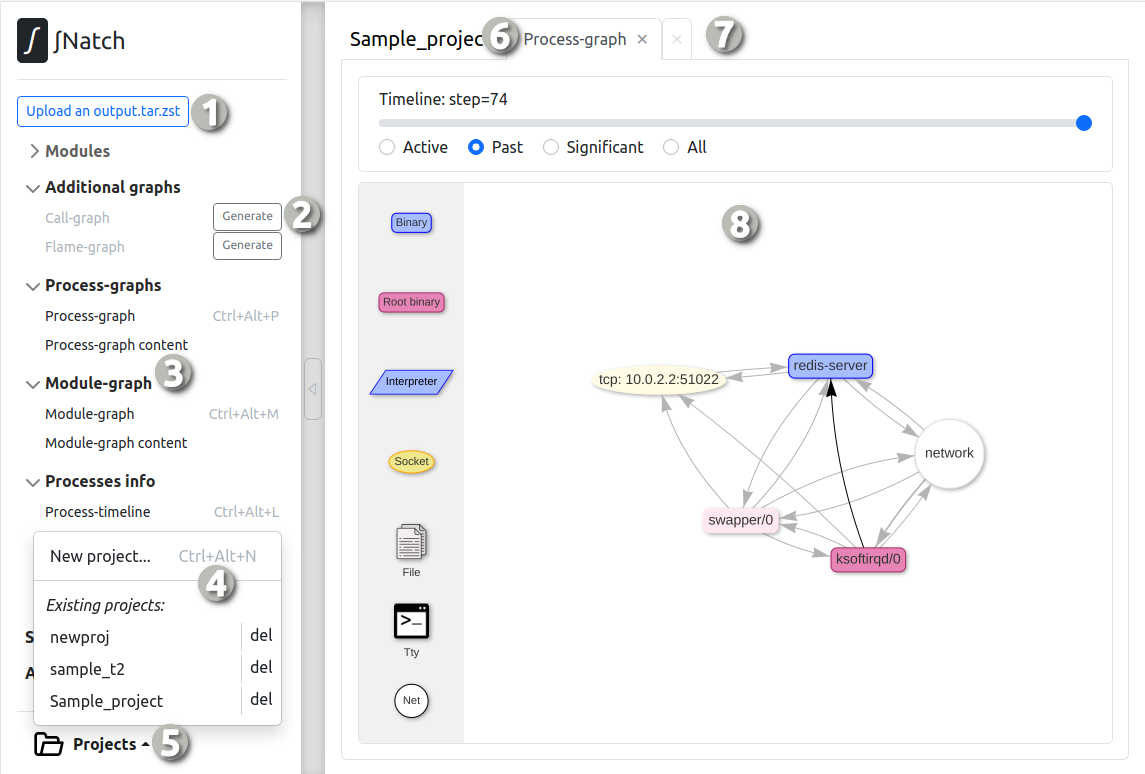 ∫ ∫Natch
Upload an output.tar.zst 1
Modules
Additional graphs
Call-graph Generate 2
Flame-graph Generate
Process-graphs
Process-graph Ctrl+Alt+P
Process-graph content
Module-graph 3
Module-graph Ctrl+Alt+M
Module-graph content
Processes info
Process-timeline Ctrl+Alt+L
New project... Ctrl+Alt+N
4
Existing projects:
S
newproj del
A
sample_t2 del
Sample_project del
Projects 5
Sample_projec 6 Process-graph × × 7
Timeline: step=74
Active Past Significant All
8
Binary
Root binary
Interpreter
Socket
File
>_
Tty
Net
redis-server
tcp: 10.0.2.2:51022
network
swapper/0
ksoftirqd/0